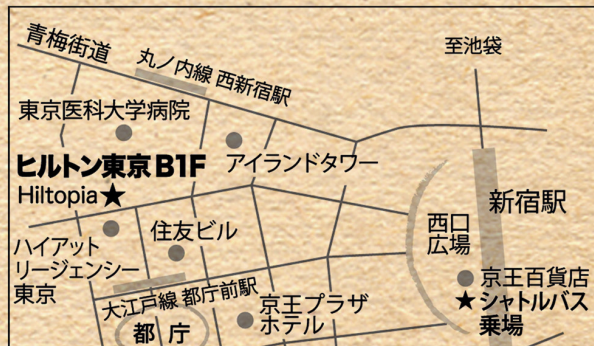 青梅街道
丸ノ内線 西新宿駅
至池袋
東京医科大学病院
ヒルトン東京B1F
Hiltopia★
アイランドタワー
新宿駅
西口
広場
住友ビル
ハイアット
リージェンシー
東京
大江戸線 都庁前駅
都庁
京王プラザ
ホテル
京王百貨店
★シャトルバス
乗場